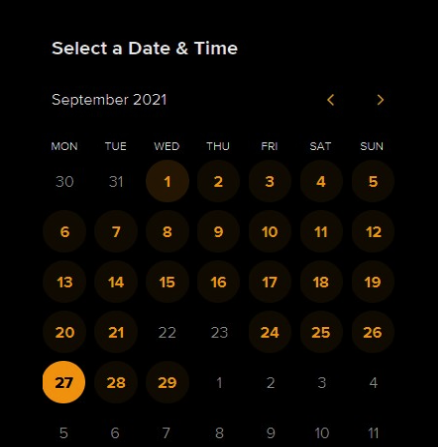 Select a Date & Time
September 2021 < >
MON TUE WED THU FRI SAT SUN
30 31 1 2 3 4 5
6 7 8 9 10 11 12
13 14 15 16 17 18 19
20 21 22 23 24 25 26
27 28 29 1 2 3 4
5 6 7 8 9 10 11